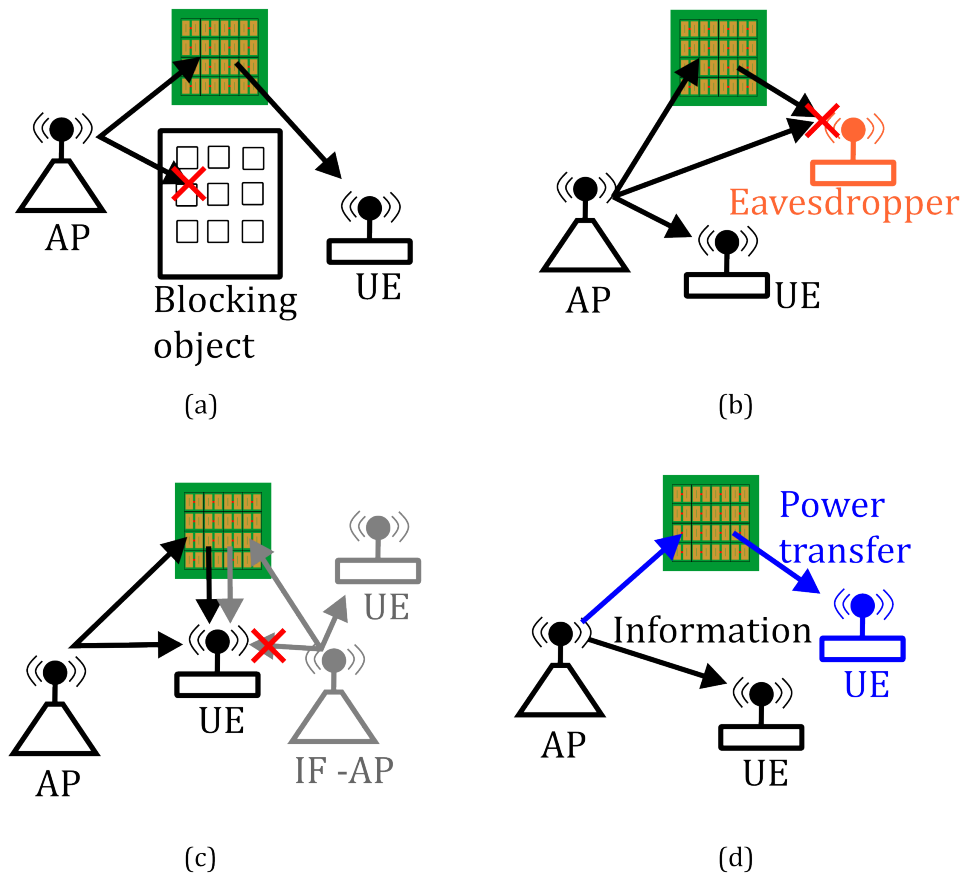 AP
UE
Blocking
object
(a)
Eavesdropper
AP
UE
(b)
UE
UE
AP
IF -AP
(c)
Power
transfer
Information
UE
AP
UE
(d)